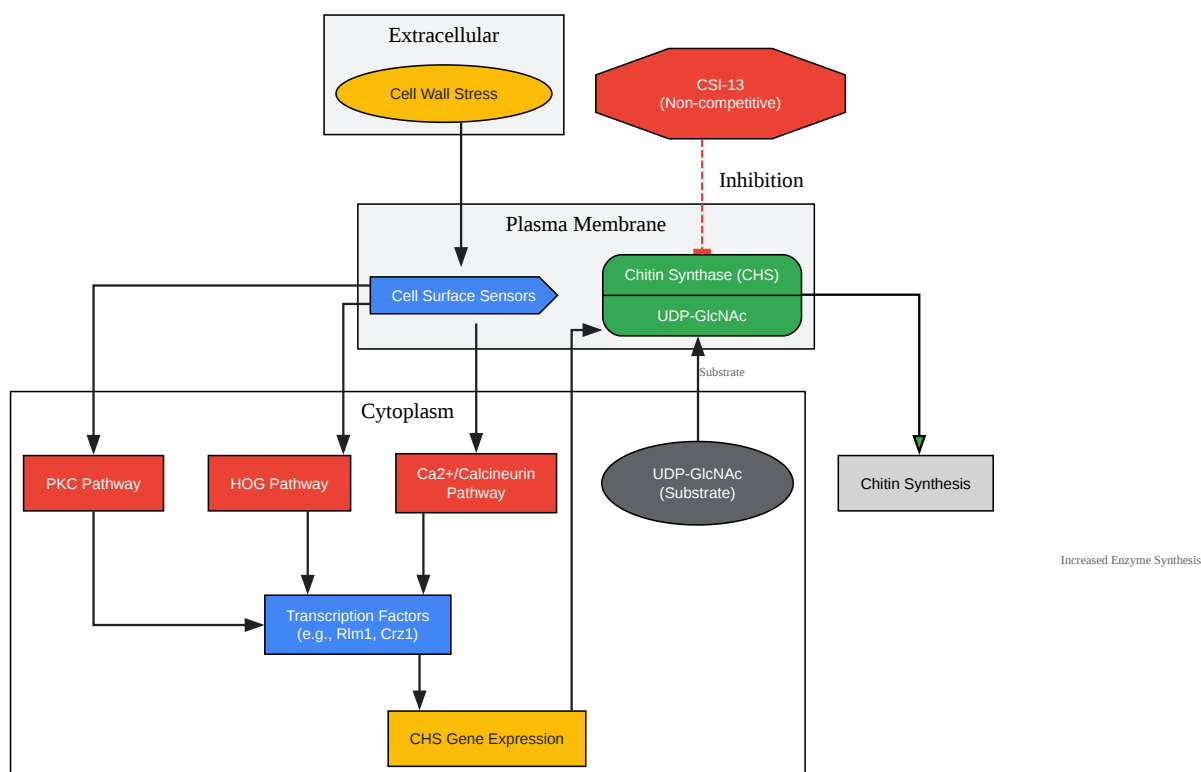 Extracellular
Cell Wall Stress
CSI-13
(Non-competitive)
Inhibition
Plasma Membrane
Cell Surface Sensors
Chitin Synthase (CHS)
UDP-GlcNAc
Substrate
Cytoplasm
PKC Pathway
HOG Pathway
Ca2+/Calcineurin
Pathway
UDP-GlcNAc
(Substrate)
Chitin Synthesis
Increased Enzyme Synthesis
Transcription Factors
(e.g., Rlm1, Crz1)
CHS Gene Expression